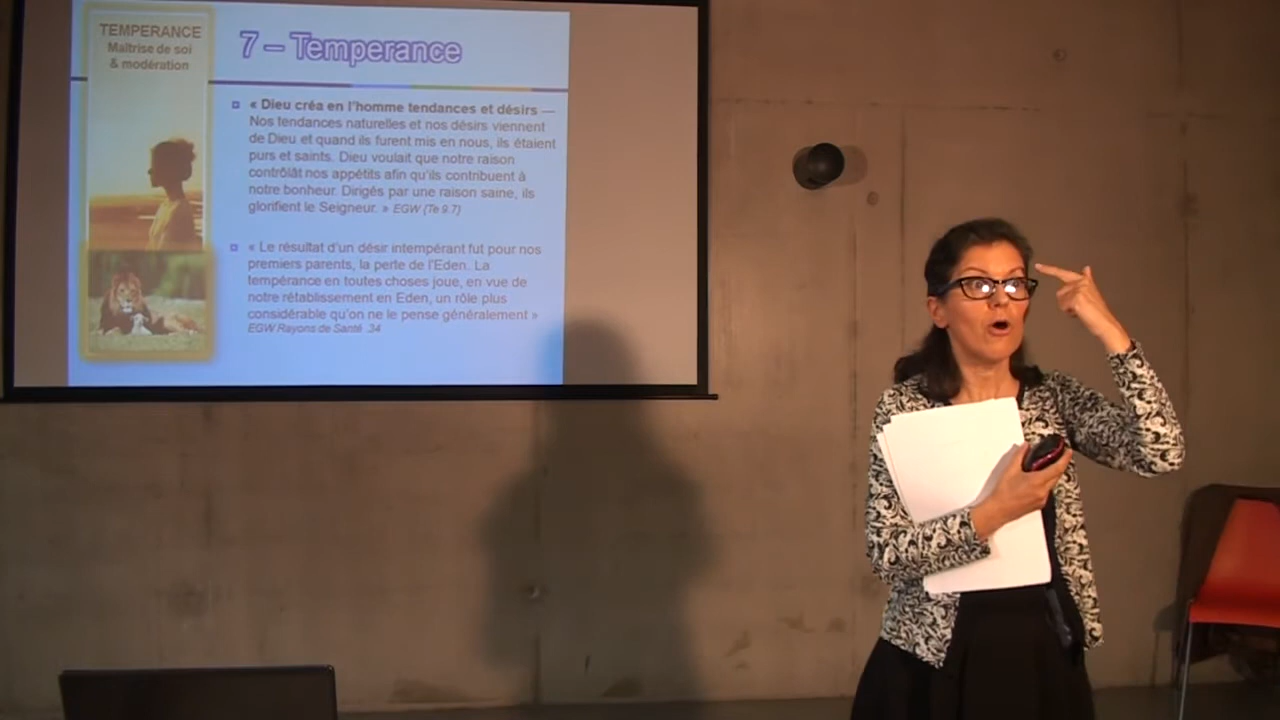 TEMPERANCE
Maîtrise de soi
& modération
7 – Temperance
« Dieu créa en l'homme tendances et désirs —
Nos tendances naturelles et nos désirs viennent
de Dieu et quand ils furent mis en nous, ils étaient
purs et saints. Dieu voulait que notre raison
contrôlât nos appétits afin qu'ils contribuent à
notre bonheur. Dirigés par une raison saine, ils
glorifient le Seigneur. » EGW (Te 9.7)
« Le résultat d'un désir intempérant fut pour nos
premiers parents, la perte de l'Eden. La
tempérance en toutes choses joue, en vue de
notre rétablissement en Eden, un rôle plus
considérable qu'on ne le pense généralement »
EGW Rayons de Santé .34